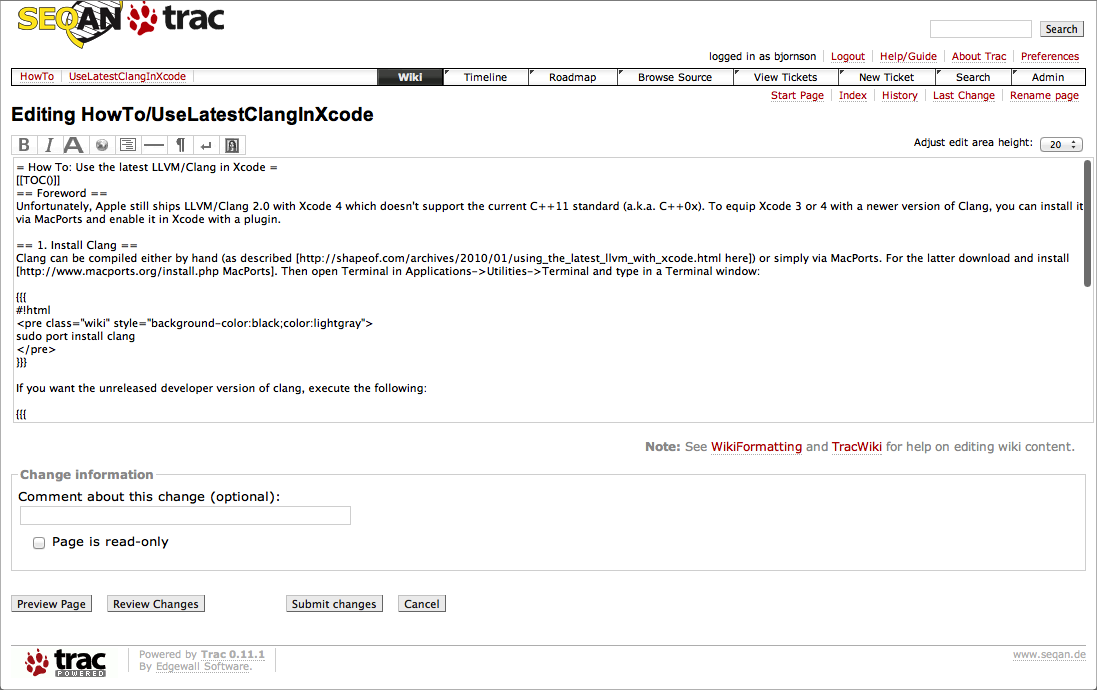 SEQAN trac
Search
logged in as bjornson Logout Help/Guide About Trac Preferences
HowTo UseLatestClangInXcode Wiki Timeline Roadmap Browse Source View Tickets New Ticket Search Admin
Start Page Index History Last Change Rename page
Editing HowTo/UseLatestClangInXcode
B I A ¶
Adjust edit area height: 20
= How To: Use the latest LLVM/Clang in Xcode =
[[TOC()]]
== Foreword ==
Unfortunately, Apple still ships LLVM/Clang 2.0 with Xcode 4 which doesn't support the current C++11 standard (a.k.a. C++0x). To equip Xcode 3 or 4 with a newer version of Clang, you can install it
via MacPorts and enable it in Xcode with a plugin.
== 1. Install Clang ==
Clang can be compiled either by hand (as described [http://shapeof.com/archives/2010/01/using_the_latest_llvm_with_xcode.html here]) or simply via MacPorts. For the latter download and install
[http://www.macports.org/install.php MacPorts]. Then open Terminal in Applications->Utilities->Terminal and type in a Terminal window:
{{{
#!html
<pre class="wiki" style="background-color:black;color:lightgray">
sudo port install clang
</pre>
}}}
If you want the unreleased developer version of clang, execute the following:
{{{
Note: See WikiFormatting and TracWiki for help on editing wiki content.
Change information
Comment about this change (optional):
Page is read-only
Preview Page Review Changes Submit changes Cancel
trac POWERED
Powered by Trac 0.11.1
By Edgewall Software.
www.seqan.de